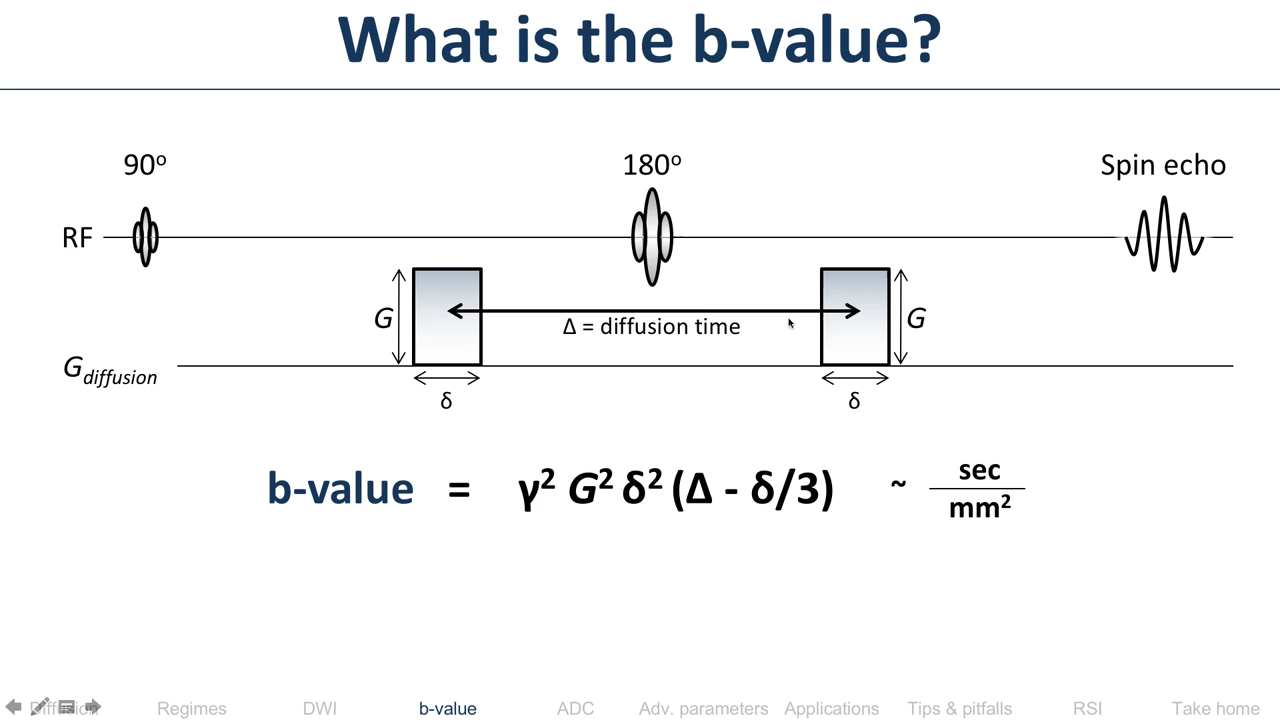 What is the b-value?
90º 180º Spin echo
RF
G G
Δ = diffusion time
Gdiffusion
δ δ
b-value = γ² G² δ² (Δ - δ/3) ~ sec
mm²
Diffusion Regimes DWI b-value ADC Adv. parameters Applications Tips & pitfalls RSI Take home